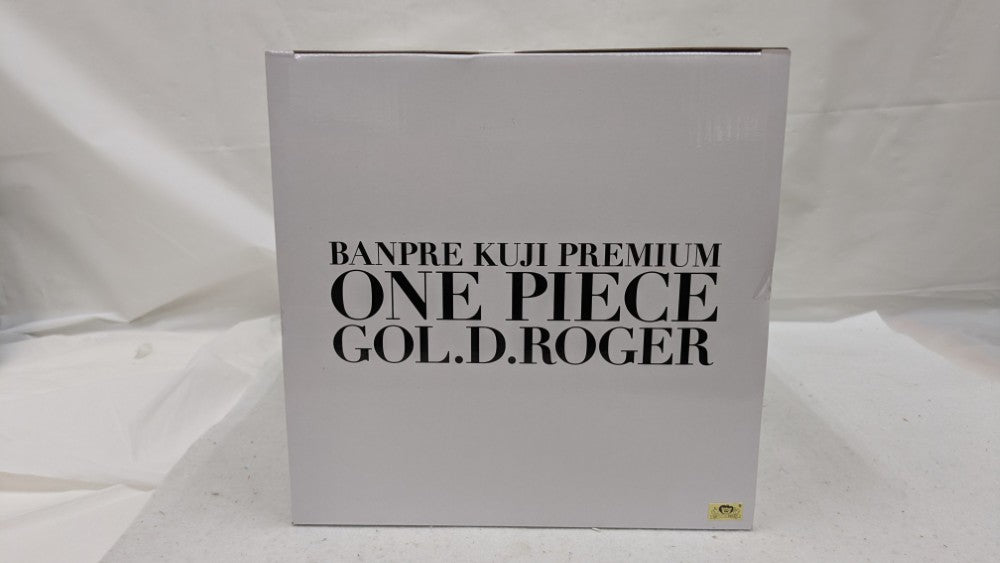 BANPRE KUJI PREMIUM
ONE PIECE
GOL.D.ROGER